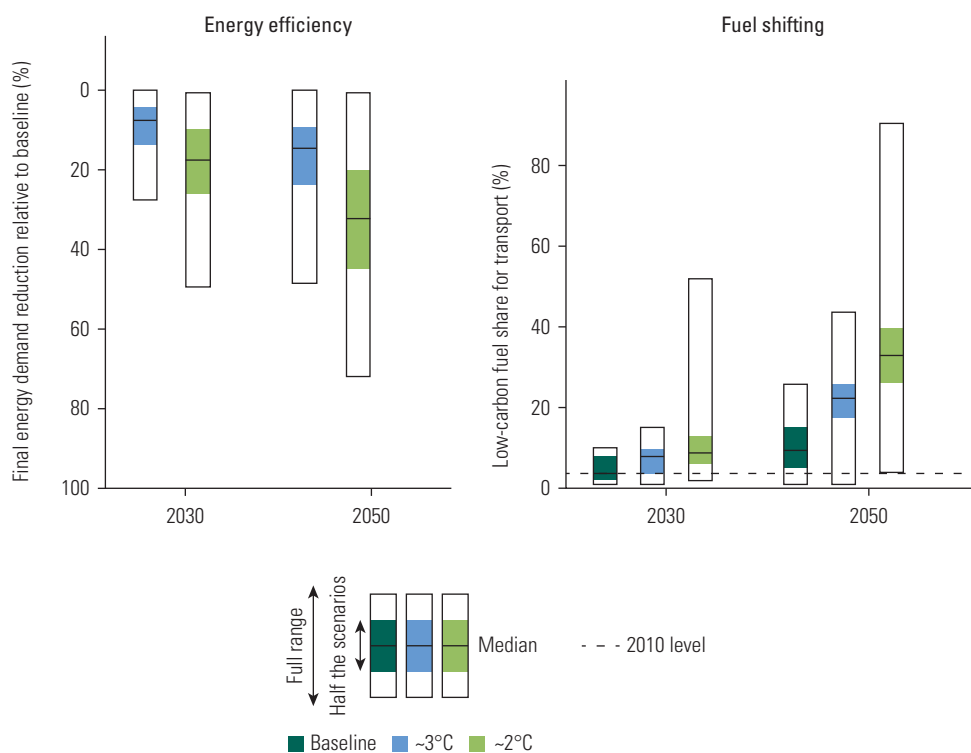 Energy efficiency
Final energy demand reduction relative to baseline (%)
0
20
40
60
80
100
2030
2050
Fuel shifting
Low-carbon fuel share for transport (%)
80
60
40
20
0
2030
2050
Full range
Half the scenarios
Median
2010 level
Baseline
~3°C
~2°C